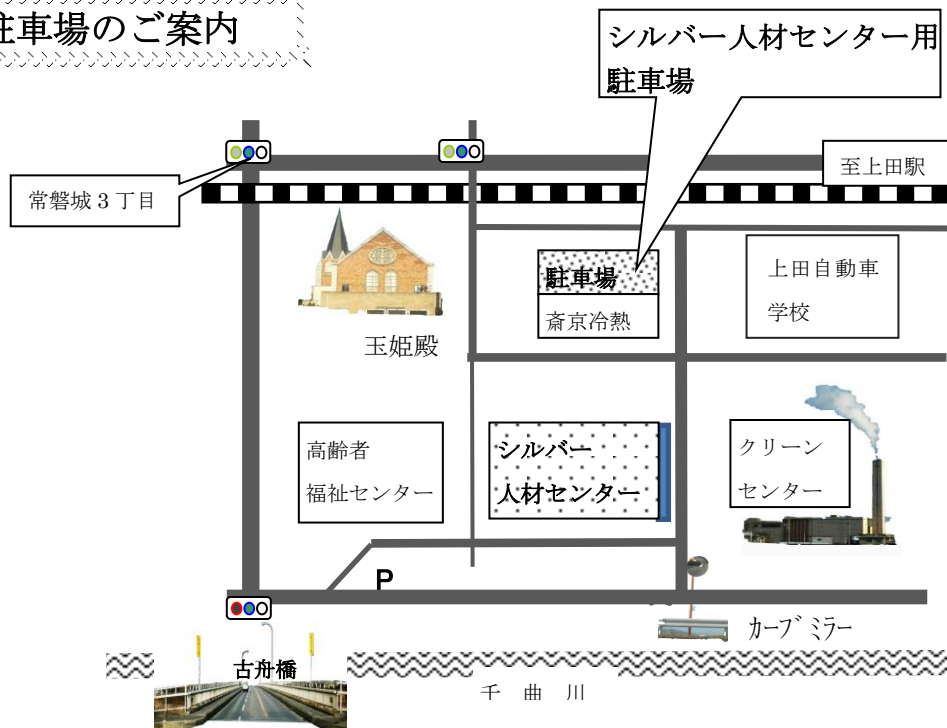 駐車場のご案内
シルバー人材センター用
駐車場
至上田駅
常磐城３丁目
駐車場
斎京冷熱
上田自動車
学校
玉姫殿
高齢者
福祉センター
シルバー
人材センター
クリーン
センター
P
カーブミラー
古舟橋
千曲川